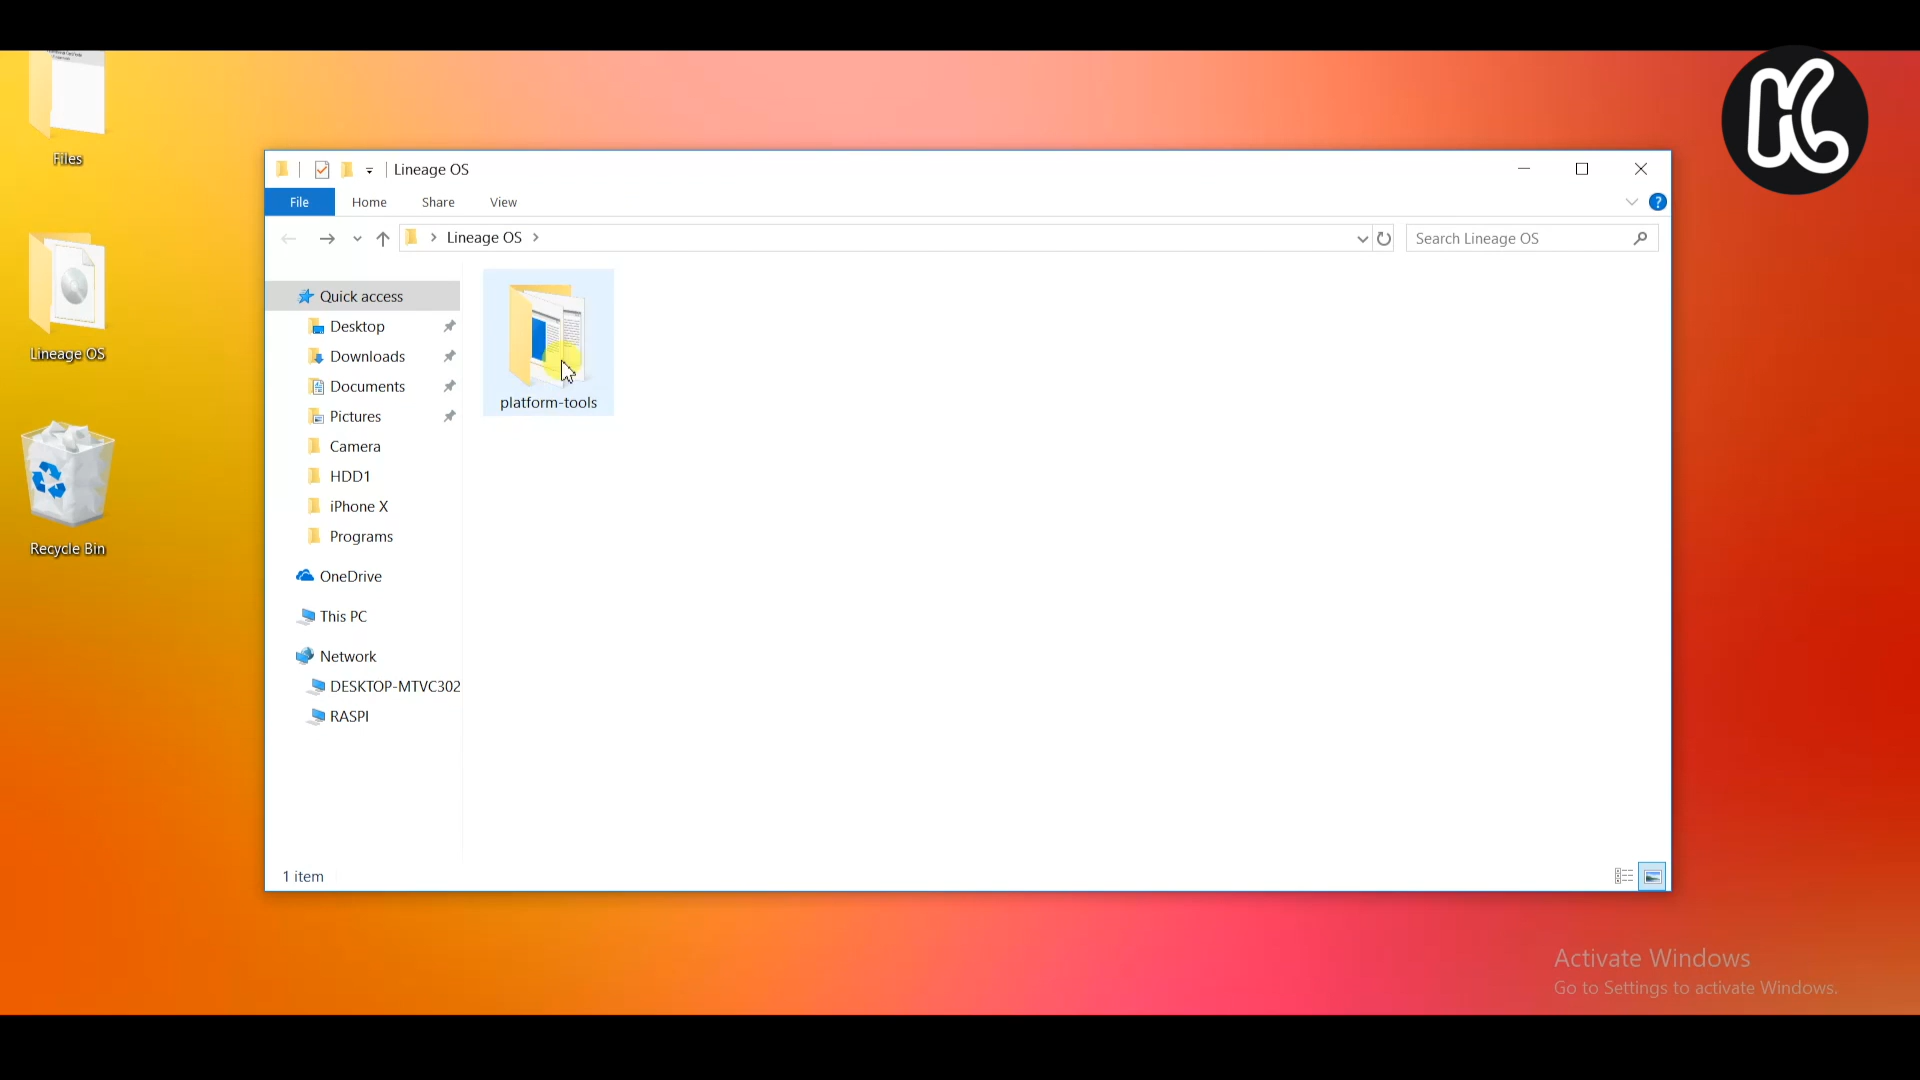 Files
Lineage OS
Recycle Bin
Lineage OS
File Home Share View
Lineage OS
Search Lineage OS
Quick access
Desktop
Downloads
Documents
Pictures
Camera
HDD1
iPhone X
Programs
OneDrive
This PC
Network
DESKTOP-MTVC302
RASPI
platform-tools
1 item
Activate Windows
Go to Settings to activate Windows.